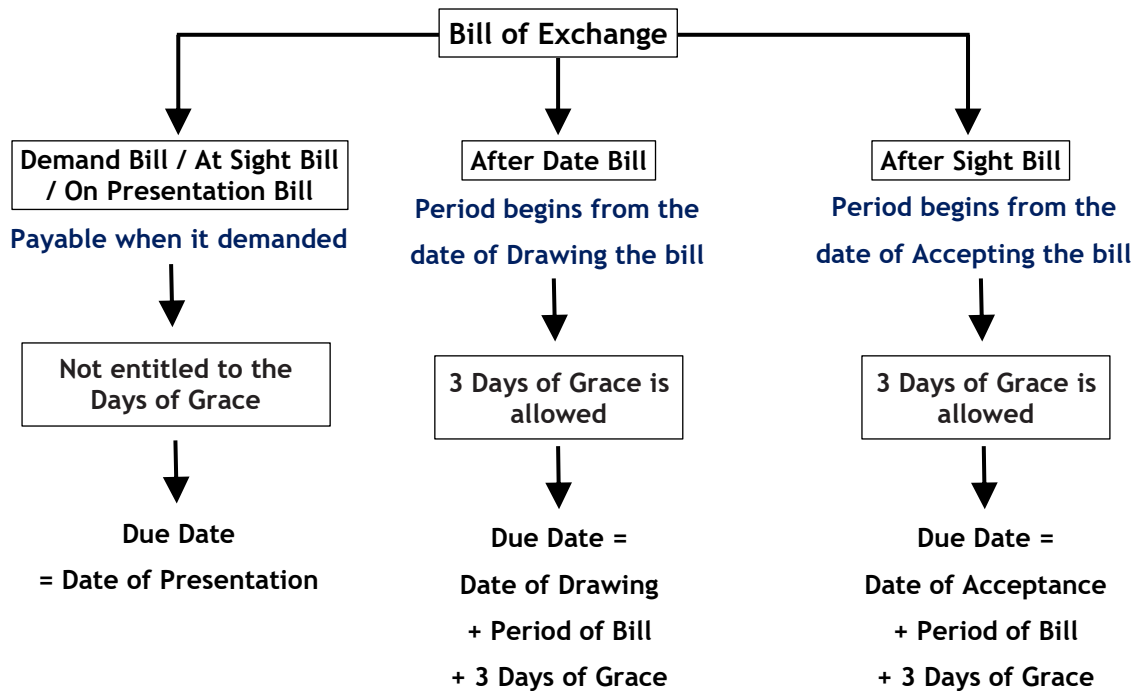 Bill of Exchange
Demand Bill / At Sight Bill
/ On Presentation Bill
Payable when it demanded
Not entitled to the
Days of Grace
Due Date
= Date of Presentation
After Date Bill
Period begins from the
date of Drawing the bill
3 Days of Grace is
allowed
Due Date =
Date of Drawing
+ Period of Bill
+ 3 Days of Grace
After Sight Bill
Period begins from the
date of Accepting the bill
3 Days of Grace is
allowed
Due Date =
Date of Acceptance
+ Period of Bill
+ 3 Days of Grace